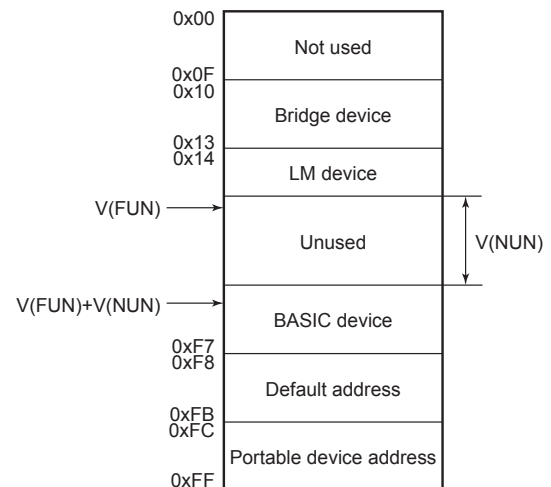 0x00
Not used
0x0F
0x10
Bridge device
0x13
0x14
LM device
V(FUN)
Unused
V(NUN)
V(FUN)+V(NUN)
BASIC device
0xF7
0xF8
Default address
0xFB
0xFC
Portable device address
0xFF